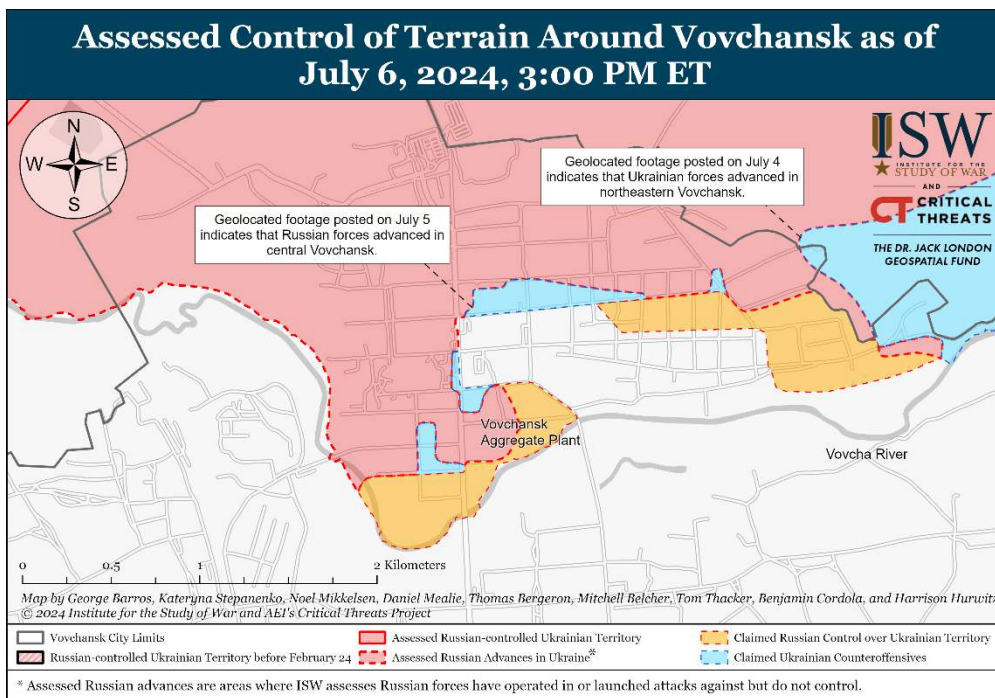 Assessed Control of Terrain Around Vovchansk as of
July 6, 2024, 3:00 PM ET
N
W E
S
ISW
INSTITUTE FOR THE
STUDY OF WAR
AND
CT CRITICAL
THREATS
THE DR. JACK LONDON
GEOSPATIAL FUND
Geolocated footage posted on July 4
indicates that Ukrainian forces advanced in
northeastern Vovchansk.
Geolocated footage posted on July 5
indicates that Russian forces advanced in
central Vovchansk.
Vovchansk
Aggregate Plant
Vovcha River
0 0.5 1 2 Kilometers
Map by George Barros, Kateryna Stepanenko, Noel Mikkelsen, Daniel Mealie, Thomas Bergeron, Mitchell Belcher, Tom Thacker, Benjamin Cordola, and Harrison Hurwitz
© 2024 Institute for the Study of War and AEI's Critical Threats Project
Vovchansk City Limits
Assessed Russian-controlled Ukrainian Territory
Claimed Russian Control over Ukrainian Territory
Russian-controlled Ukrainian Territory before February 24
Assessed Russian Advances in Ukraine*
Claimed Ukrainian Counteroffensives
* Assessed Russian advances are areas where ISW assesses Russian forces have operated in or launched attacks against but do not control.